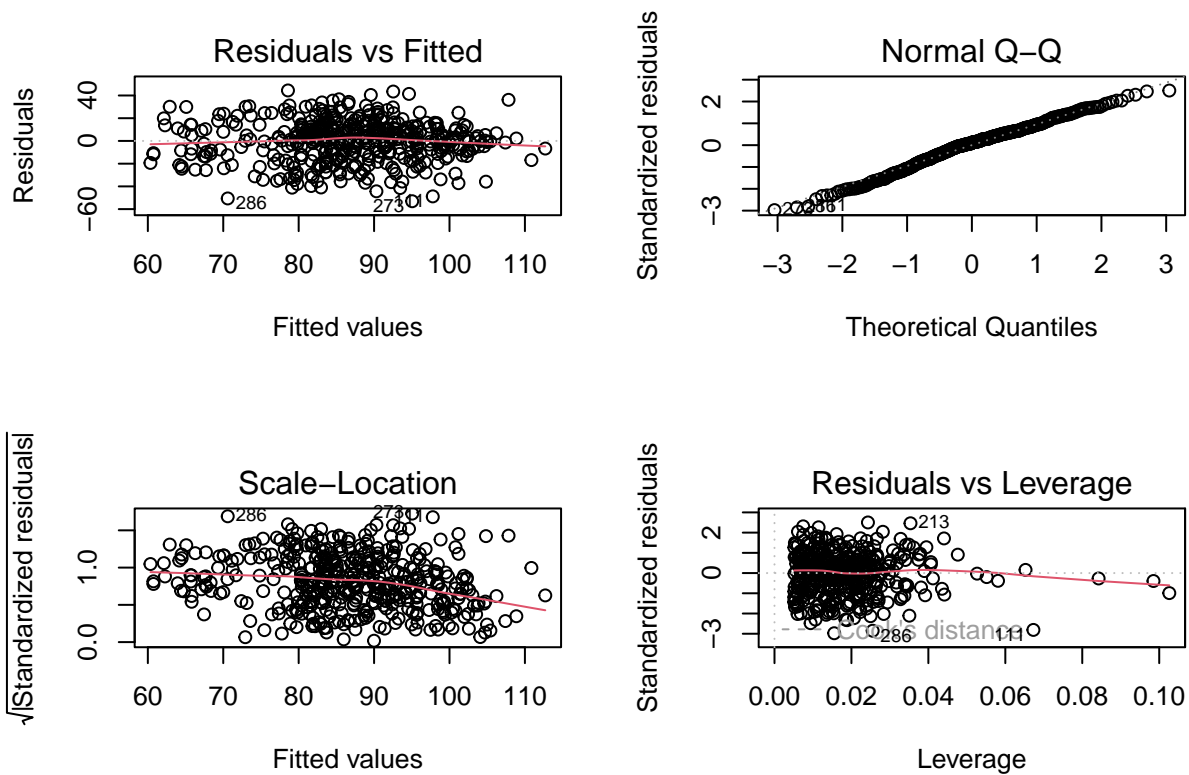 Residuals vs Fitted
Residuals
40
0
−60
286
273
111
60 70 80 90 100 110
Fitted values
Normal Q−Q
Standardized residuals
2
0
−3
−3 −2 −1 0 1 2 3
Theoretical Quantiles
Scale−Location
√|Standardized residuals|
1.0
0.0
286
273
60 70 80 90 100 110
Fitted values
Residuals vs Leverage
Standardized residuals
2
0
−3
213
Cook's distance
286
111
0.00 0.02 0.04 0.06 0.08 0.10
Leverage